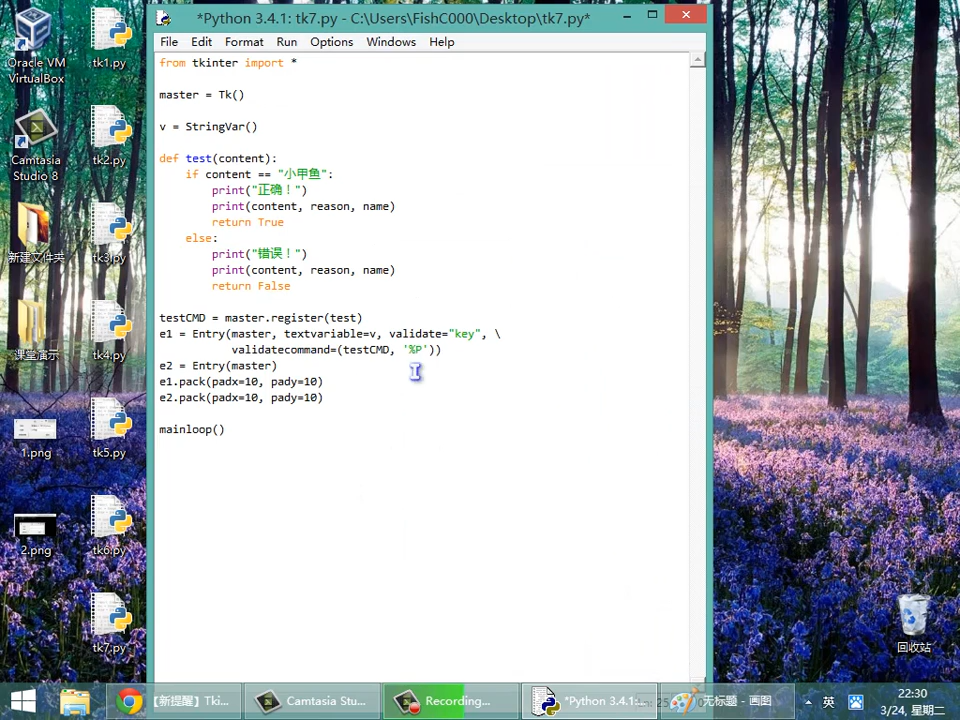 *Python 3.4.1: tk7.py - C:\Users\FishC000\Desktop\tk7.py*
File Edit Format Run Options Windows Help
from tkinter import *
master = Tk()
v = StringVar()
def test(content):
if content == "小甲鱼":
print("正确！")
print(content, reason, name)
return True
else:
print("错误！")
print(content, reason, name)
return False
testCMD = master.register(test)
e1 = Entry(master, textvariable=v, validate="key", \
validatecommand=(testCMD, '%P'))
e2 = Entry(master)
e1.pack(padx=10, pady=10)
e2.pack(padx=10, pady=10)
mainloop()
Oracle VM
VirtualBox
Camtasia
Studio 8
新建文件夹
课堂演示
1.png
2.png
tk1.py
tk2.py
tk3.py
tk4.py
tk5.py
tk6.py
tk7.py
回收站
【新提醒】Tki...
Camtasia Stu...
Recording...
*Python 3.4.1:
无标题 - 画图
英
22:30
3/24, 星期二